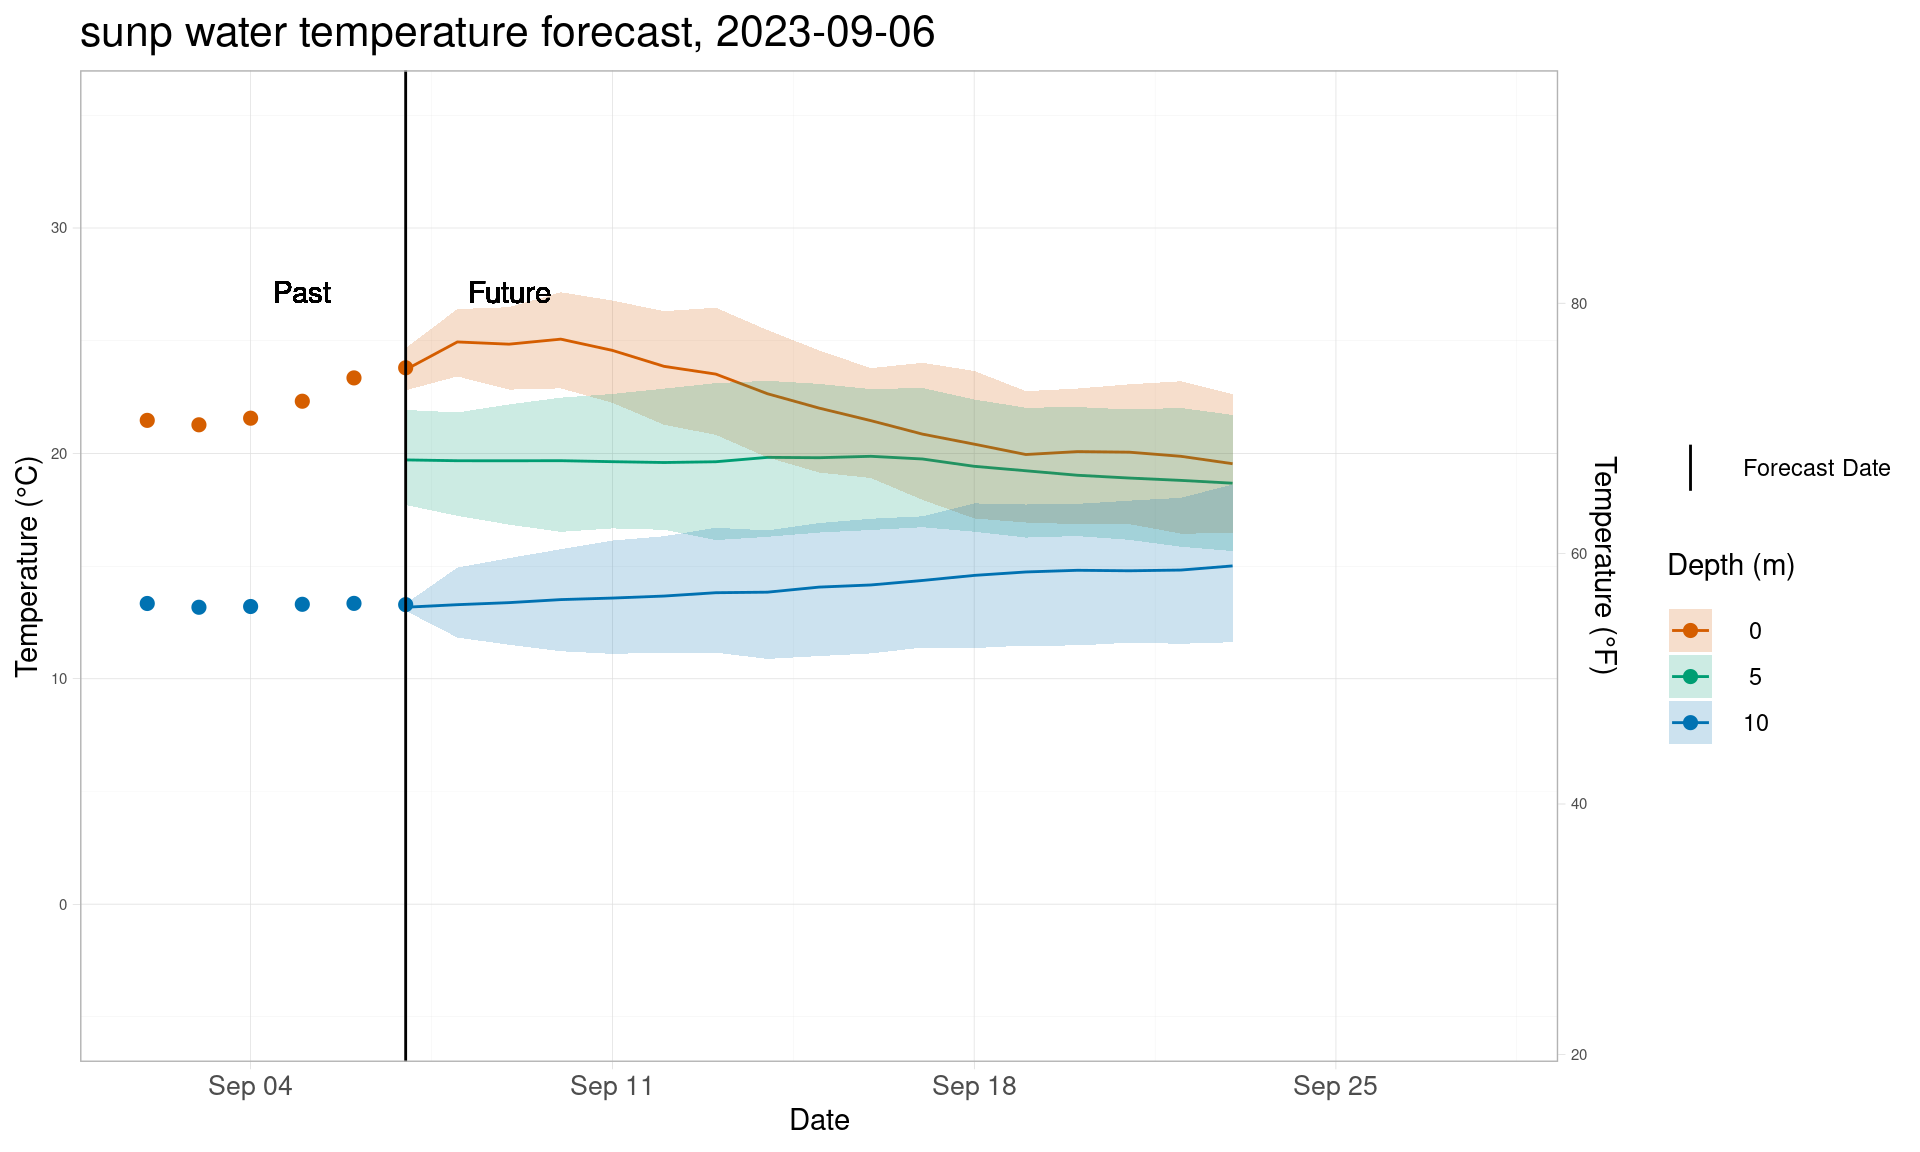 sunp water temperature forecast, 2023-09-06
Temperature (°C)
30
20
10
0
Past
Future
Sep 04
Sep 11
Sep 18
Sep 25
Date
80
60
40
20
Temperature (°F)
Forecast Date
Depth (m)
0
5
10